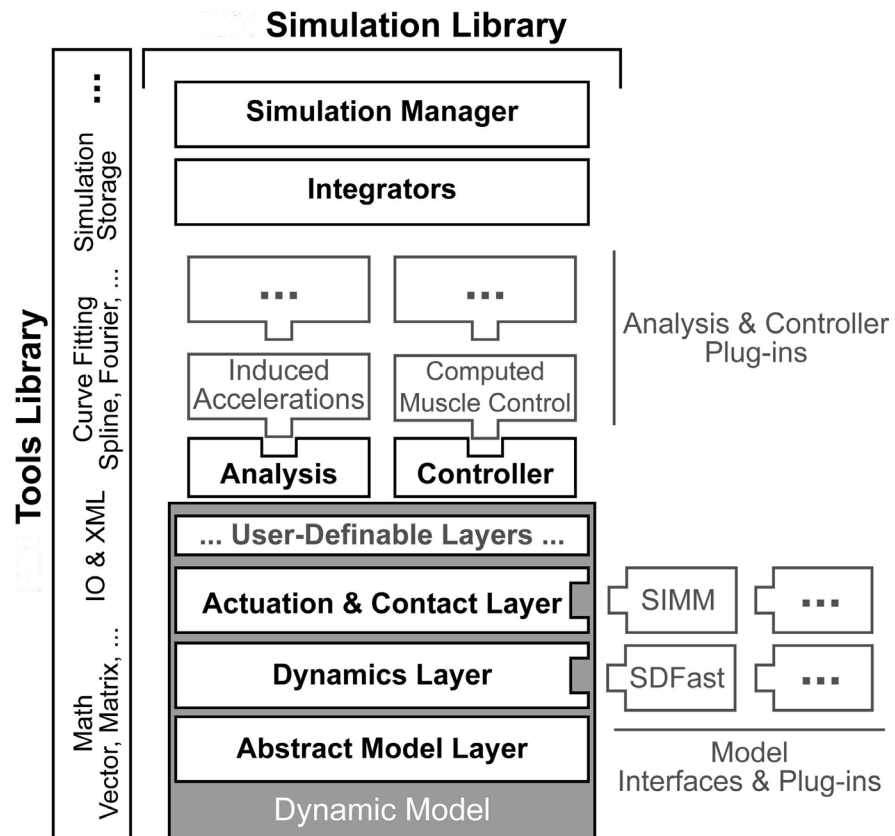 Simulation Library
Tools Library
...
Simulation
Storage
Curve Fitting
Spline, Fourier, ...
IO & XML
Math
Vector, Matrix, ...
Simulation Manager
Integrators
...
...
Analysis & Controller
Plug-ins
Induced
Accelerations
Computed
Muscle Control
Analysis
Controller
... User-Definable Layers ...
Actuation & Contact Layer
SIMM
...
Dynamics Layer
SDFast
...
Abstract Model Layer
Model
Interfaces & Plug-ins
Dynamic Model